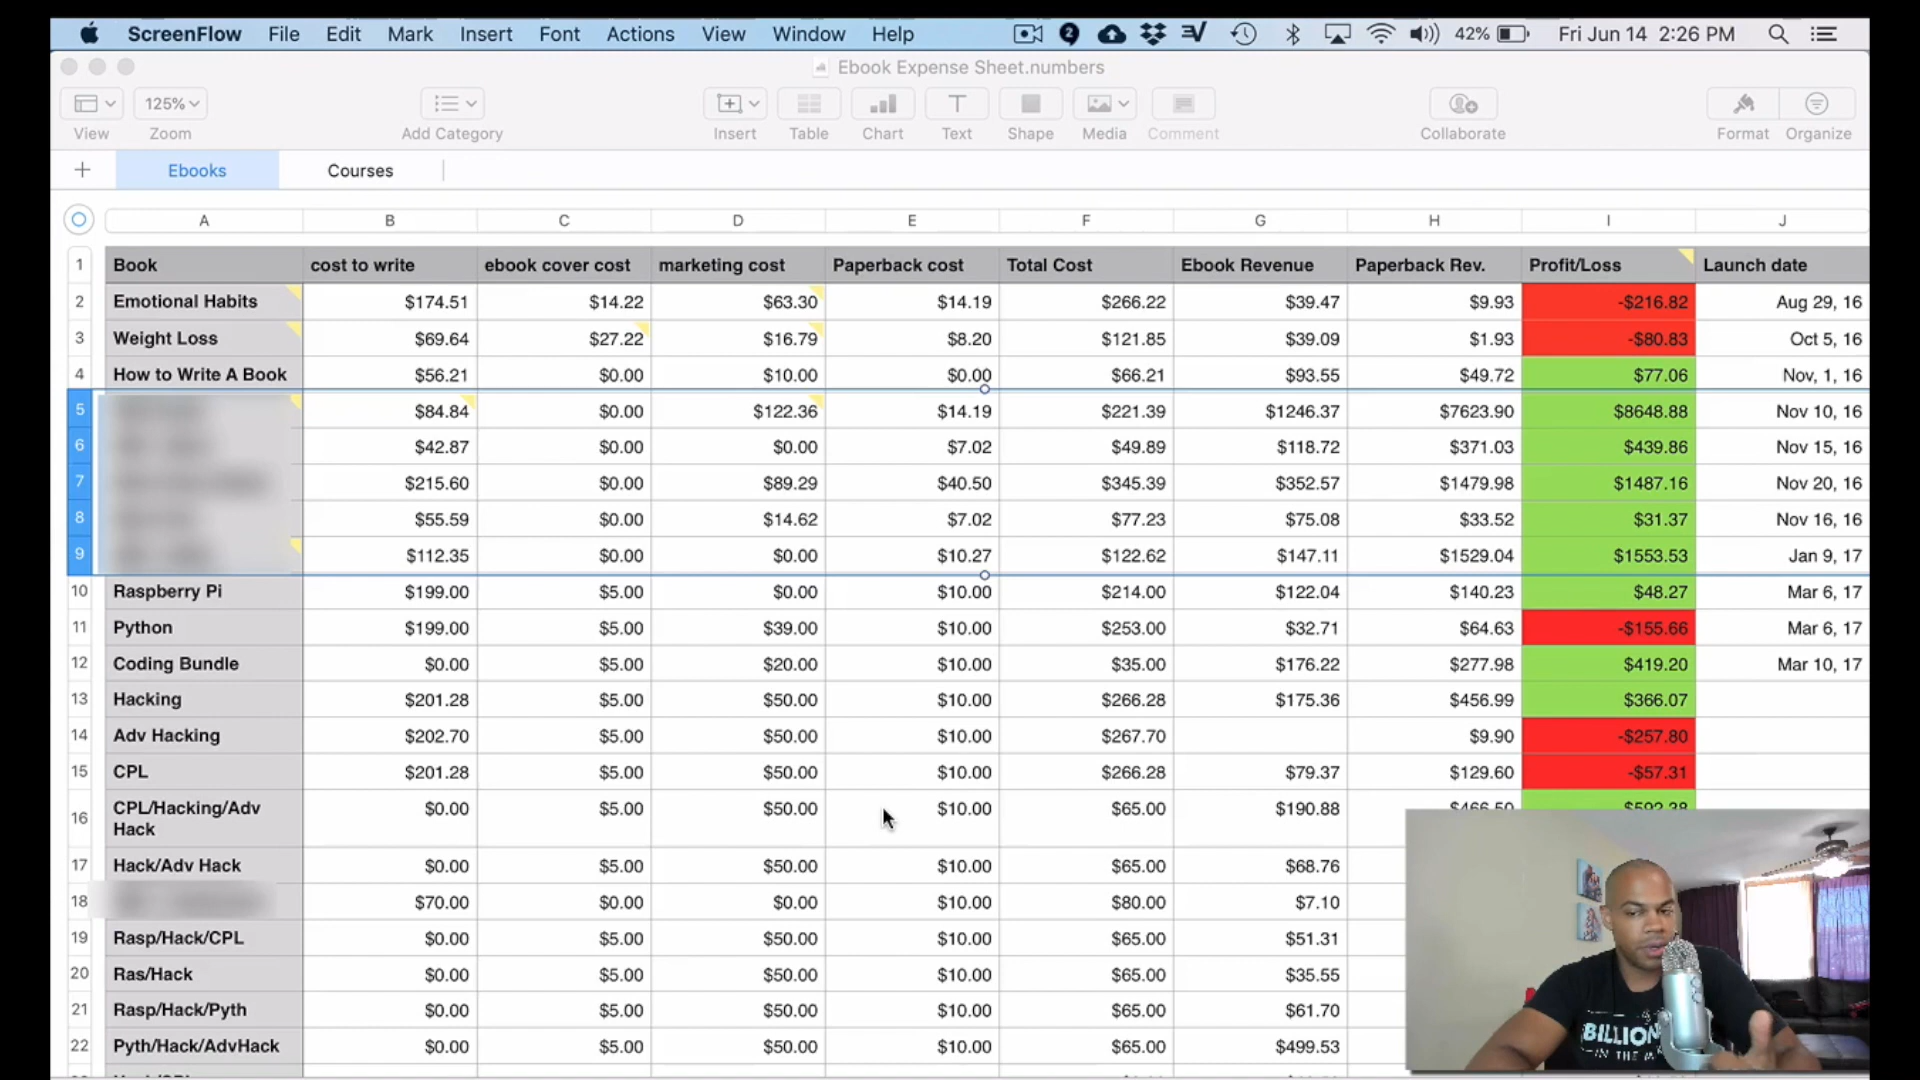 ScreenFlow File Edit Mark Insert Font Actions View Window Help 2 42% Fri Jun 14 2:26 PM
Ebook Expense Sheet.numbers
125%
View Zoom Add Category Insert Table Chart Text Shape Media Comment Collaborate Format Organize
Ebooks Courses
A B C D E F G H I J
1 Book cost to write ebook cover cost marketing cost Paperback cost Total Cost Ebook Revenue Paperback Rev. Profit/Loss Launch date
2 Emotional Habits $174.51 $14.22 $63.30 $14.19 $266.22 $39.47 $9.93 -$216.82 Aug 29, 16
3 Weight Loss $69.64 $27.22 $16.79 $8.20 $121.85 $39.09 $1.93 -$80.83 Oct 5, 16
4 How to Write A Book $56.21 $0.00 $10.00 $0.00 $66.21 $93.55 $49.72 $77.06 Nov, 1, 16
5 $84.84 $0.00 $122.36 $14.19 $221.39 $1246.37 $7623.90 $8648.88 Nov 10, 16
6 $42.87 $0.00 $0.00 $7.02 $49.89 $118.72 $371.03 $439.86 Nov 15, 16
7 $215.60 $0.00 $89.29 $40.50 $345.39 $352.57 $1479.98 $1487.16 Nov 20, 16
8 $55.59 $0.00 $14.62 $7.02 $77.23 $75.08 $33.52 $31.37 Nov 16, 16
9 $112.35 $0.00 $0.00 $10.27 $122.62 $147.11 $1529.04 $1553.53 Jan 9, 17
10 Raspberry Pi $199.00 $5.00 $0.00 $10.00 $214.00 $122.04 $140.23 $48.27 Mar 6, 17
11 Python $199.00 $5.00 $39.00 $10.00 $253.00 $32.71 $64.63 -$155.66 Mar 6, 17
12 Coding Bundle $0.00 $5.00 $20.00 $10.00 $35.00 $176.22 $277.98 $419.20 Mar 10, 17
13 Hacking $201.28 $5.00 $50.00 $10.00 $266.28 $175.36 $456.99 $366.07
14 Adv Hacking $202.70 $5.00 $50.00 $10.00 $267.70 $9.90 -$257.80
15 CPL $201.28 $5.00 $50.00 $10.00 $266.28 $79.37 $129.60 -$57.31
16 CPL/Hacking/Adv Hack $0.00 $5.00 $50.00 $10.00 $65.00 $190.88
17 Hack/Adv Hack $0.00 $5.00 $50.00 $10.00 $65.00 $68.76
18 $70.00 $0.00 $0.00 $10.00 $80.00 $7.10
19 Rasp/Hack/CPL $0.00 $5.00 $50.00 $10.00 $65.00 $51.31
20 Ras/Hack $0.00 $5.00 $50.00 $10.00 $65.00 $35.55
21 Rasp/Hack/Pyth $0.00 $5.00 $50.00 $10.00 $65.00 $61.70
22 Pyth/Hack/AdvHack $0.00 $5.00 $50.00 $10.00 $65.00 $499.53
BILLION
IN THE